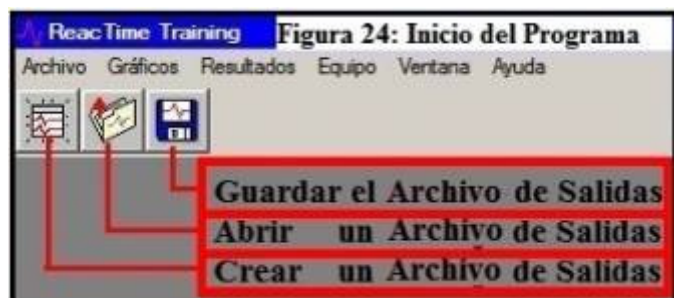 ReacTime Training Figura 24: Inicio del Programa
Archivo Gráficos Resultados Equipo Ventana Ayuda
Guardar el Archivo de Salidas
Abrir un Archivo de Salidas
Crear un Archivo de Salidas